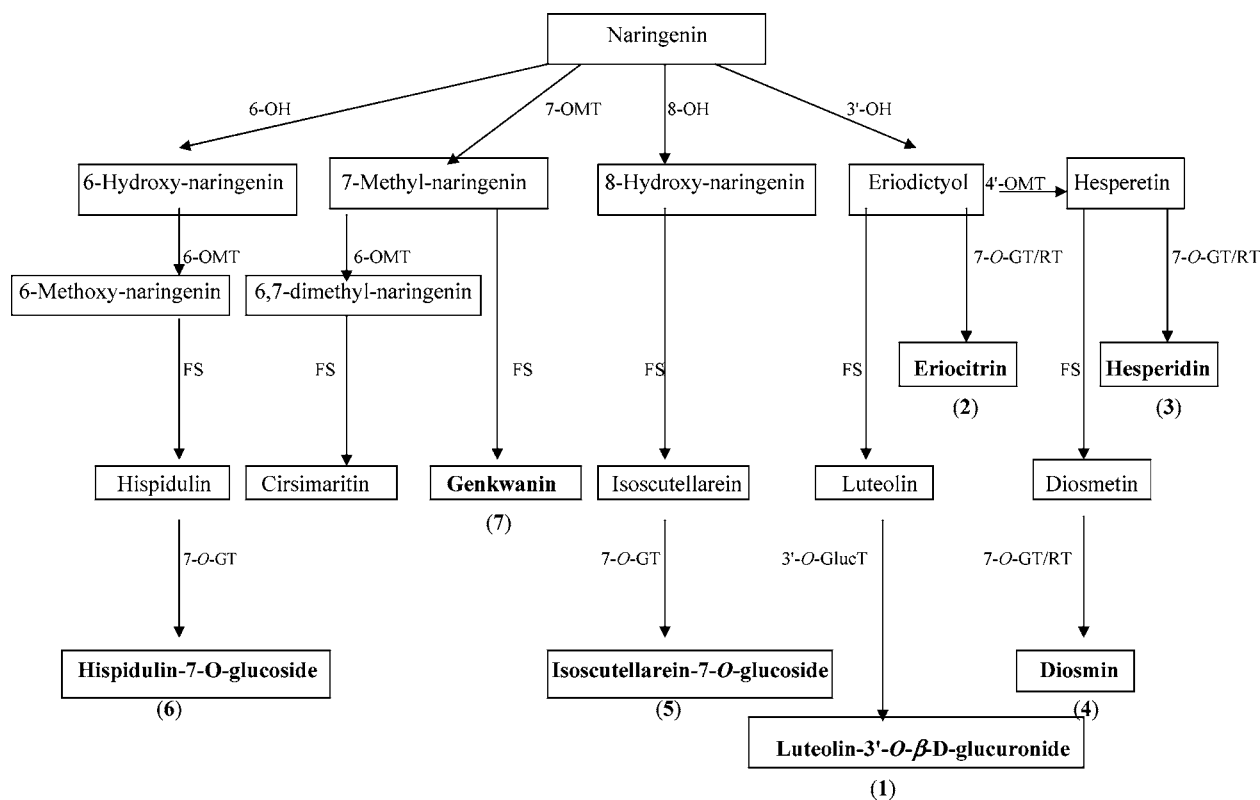 Naringenin
6-OH
7-OMT
8-OH
3'-OH
6-Hydroxy-naringenin
7-Methyl-naringenin
8-Hydroxy-naringenin
Eriodictyol
4'-OMT
Hesperetin
6-OMT
6-OMT
7-O-GT/RT
7-O-GT/RT
6-Methoxy-naringenin
6,7-dimethyl-naringenin
FS
FS
FS
FS
FS
Eriocitrin
FS
Hesperidin
(2)
(3)
Hispidulin
Cirsimaritin
Genkwanin
Isoscutellarein
Luteolin
Diosmetin
(7)
7-O-GT
7-O-GT
3'-O-GlucT
7-O-GT/RT
Hispidulin-7-O-glucoside
Isoscutellarein-7-O-glucoside
Diosmin
(6)
(5)
(4)
Luteolin-3'-O-β-D-glucuronide
(1)